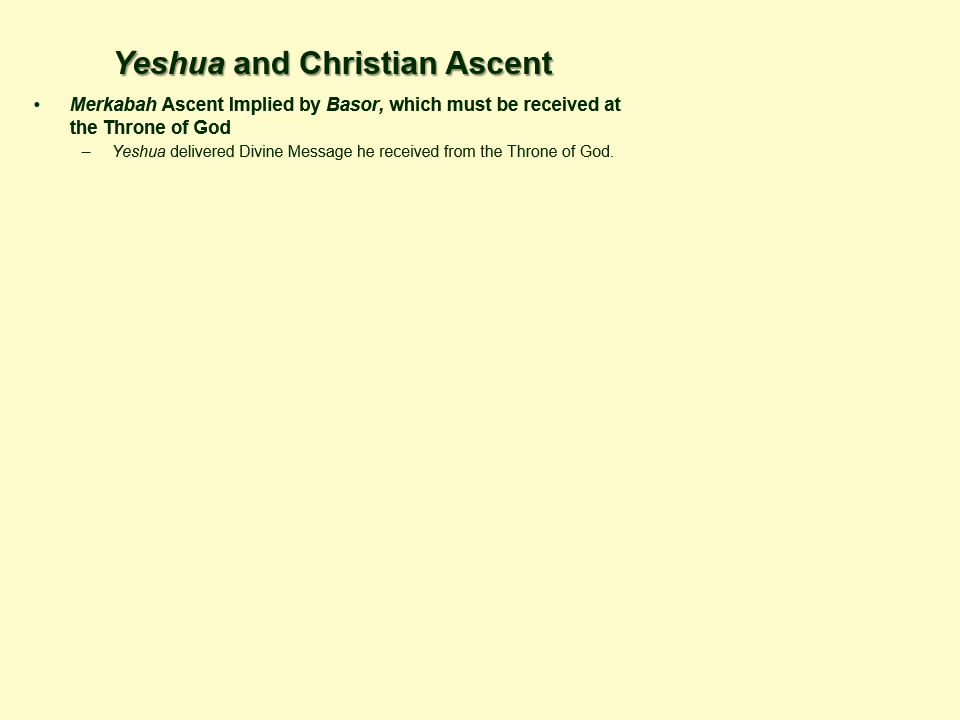 Yeshua and Christian Ascent
• Merkabah Ascent Implied by Basor, which must be received at
the Throne of God
– Yeshua delivered Divine Message he received from the Throne of God.